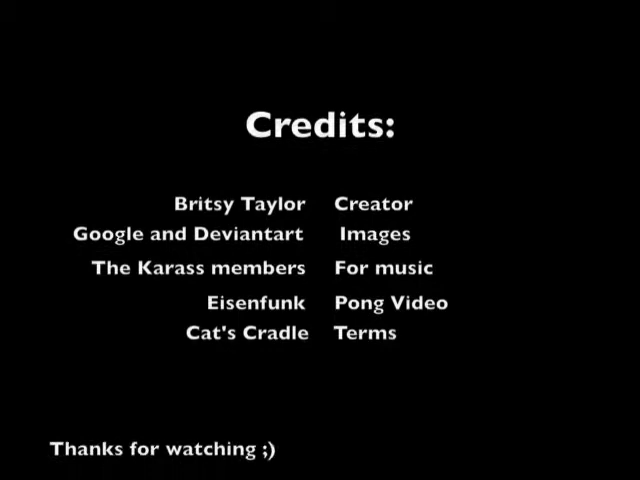 Credits:
Britsy Taylor Creator
Google and Deviantart Images
The Karass members For music
Eisenfunk Pong Video
Cat's Cradle Terms
Thanks for watching ;)